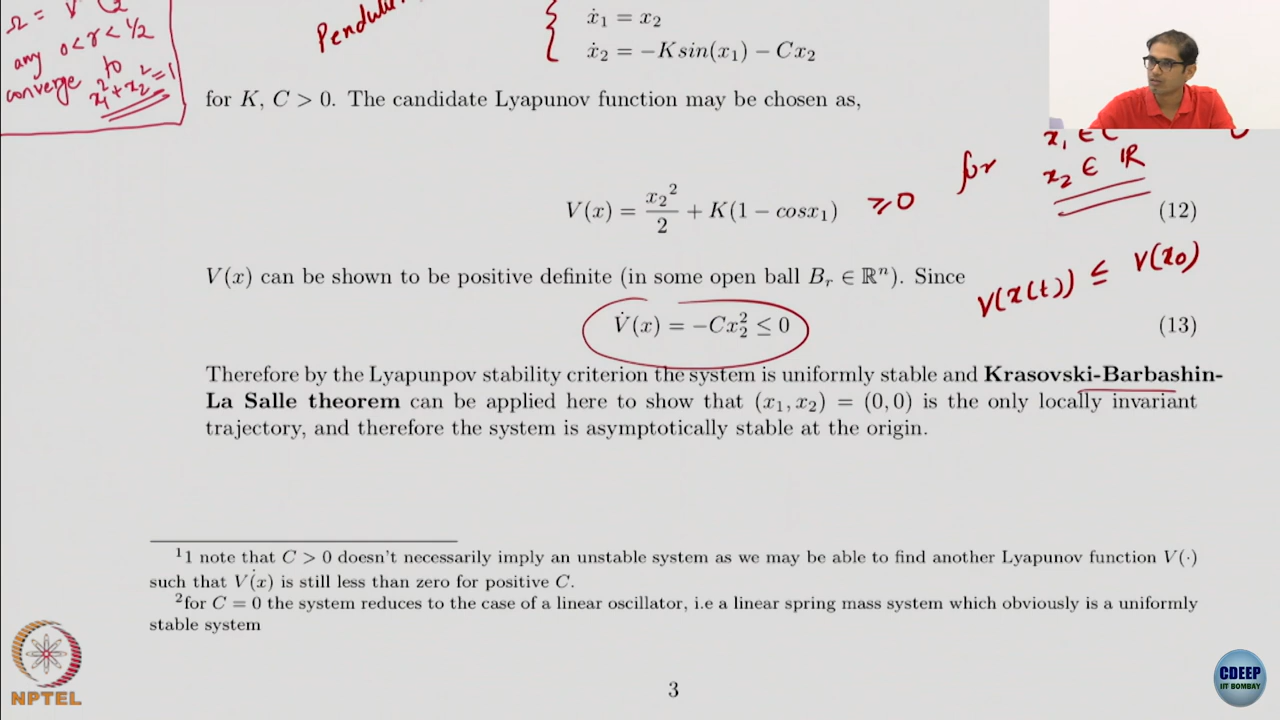 Ω = V
any 0 < r < 1/2
converge to
x₁² + x₂² = 1
ẋ₁ = x₂
ẋ₂ = −Ksin(x₁) − Cx₂
for K, C > 0. The candidate Lyapunov function may be chosen as,
x₁ ∈
for x₂ ∈ ℝ
V(x) = x₂²/2 + K(1 − cosx₁) ≥ 0
(12)
V(x) can be shown to be positive definite (in some open ball Bᵣ ∈ ℝⁿ). Since
V(x(t)) ≤ V(x₀)
V̇(x) = −Cx₂² ≤ 0
(13)
Therefore by the Lyapunpov stability criterion the system is uniformly stable and Krasovski-Barbashin-
La Salle theorem can be applied here to show that (x₁, x₂) = (0, 0) is the only locally invariant
trajectory, and therefore the system is asymptotically stable at the origin.
¹1 note that C > 0 doesn't necessarily imply an unstable system as we may be able to find another Lyapunov function V(·)
such that V̇(x) is still less than zero for positive C.
²for C = 0 the system reduces to the case of a linear oscillator, i.e a linear spring mass system which obviously is a uniformly
stable system
3
NPTEL
CDEEP
IIT BOMBAY